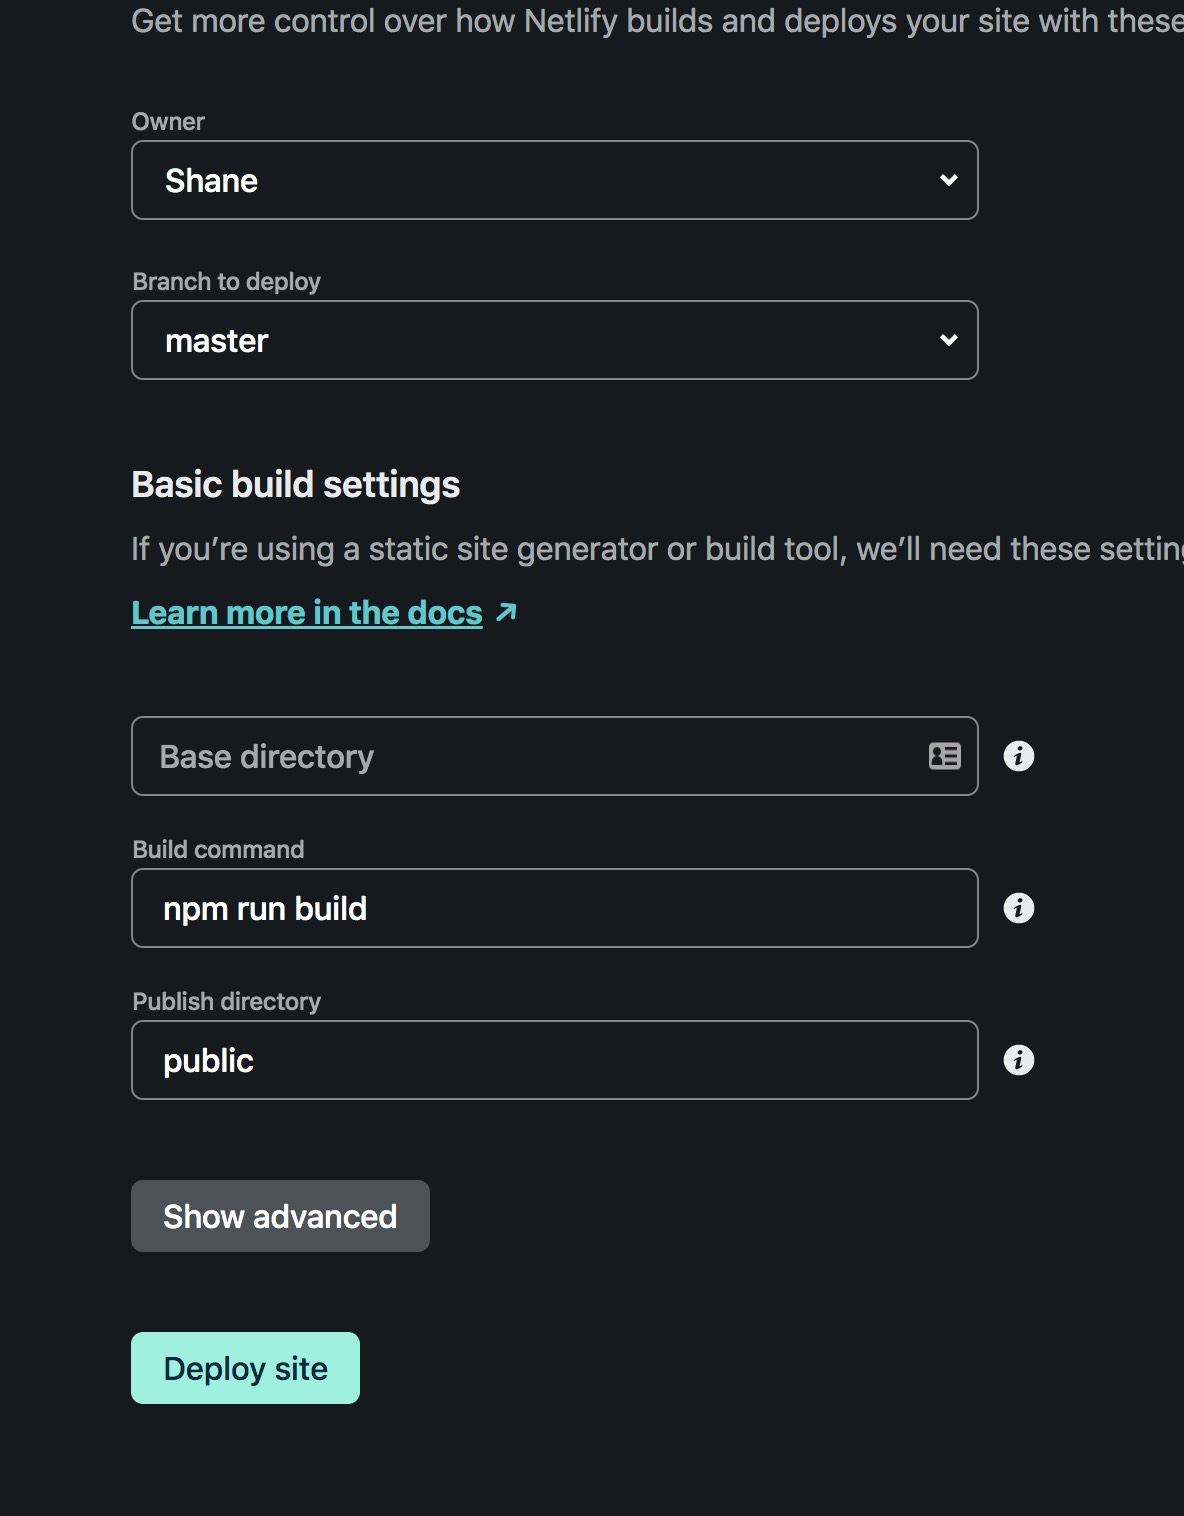 Get more control over how Netlify builds and deploys your site with these
Owner
Shane
Branch to deploy
master
Basic build settings
If you’re using a static site generator or build tool, we’ll need these setting
Learn more in the docs
Base directory
Build command
npm run build
Publish directory
public
Show advanced
Deploy site